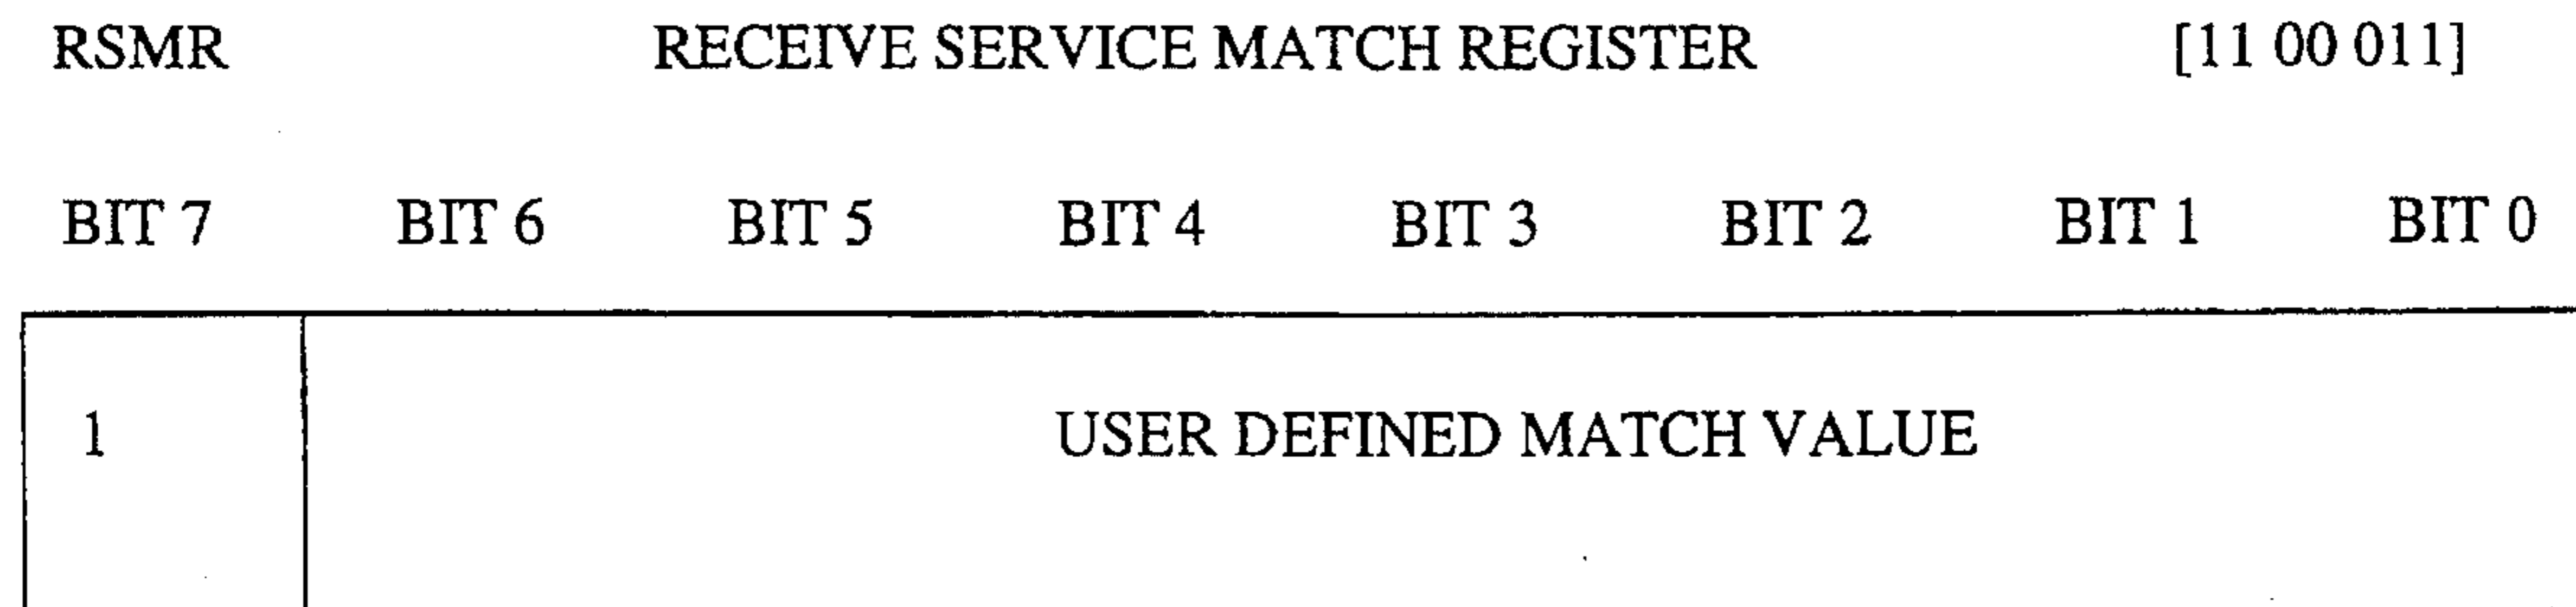 RSMR RECEIVE SERVICE MATCH REGISTER [11 00 011]
BIT 7 BIT 6 BIT 5 BIT 4 BIT 3 BIT 2 BIT 1 BIT 0
1 USER DEFINED MATCH VALUE